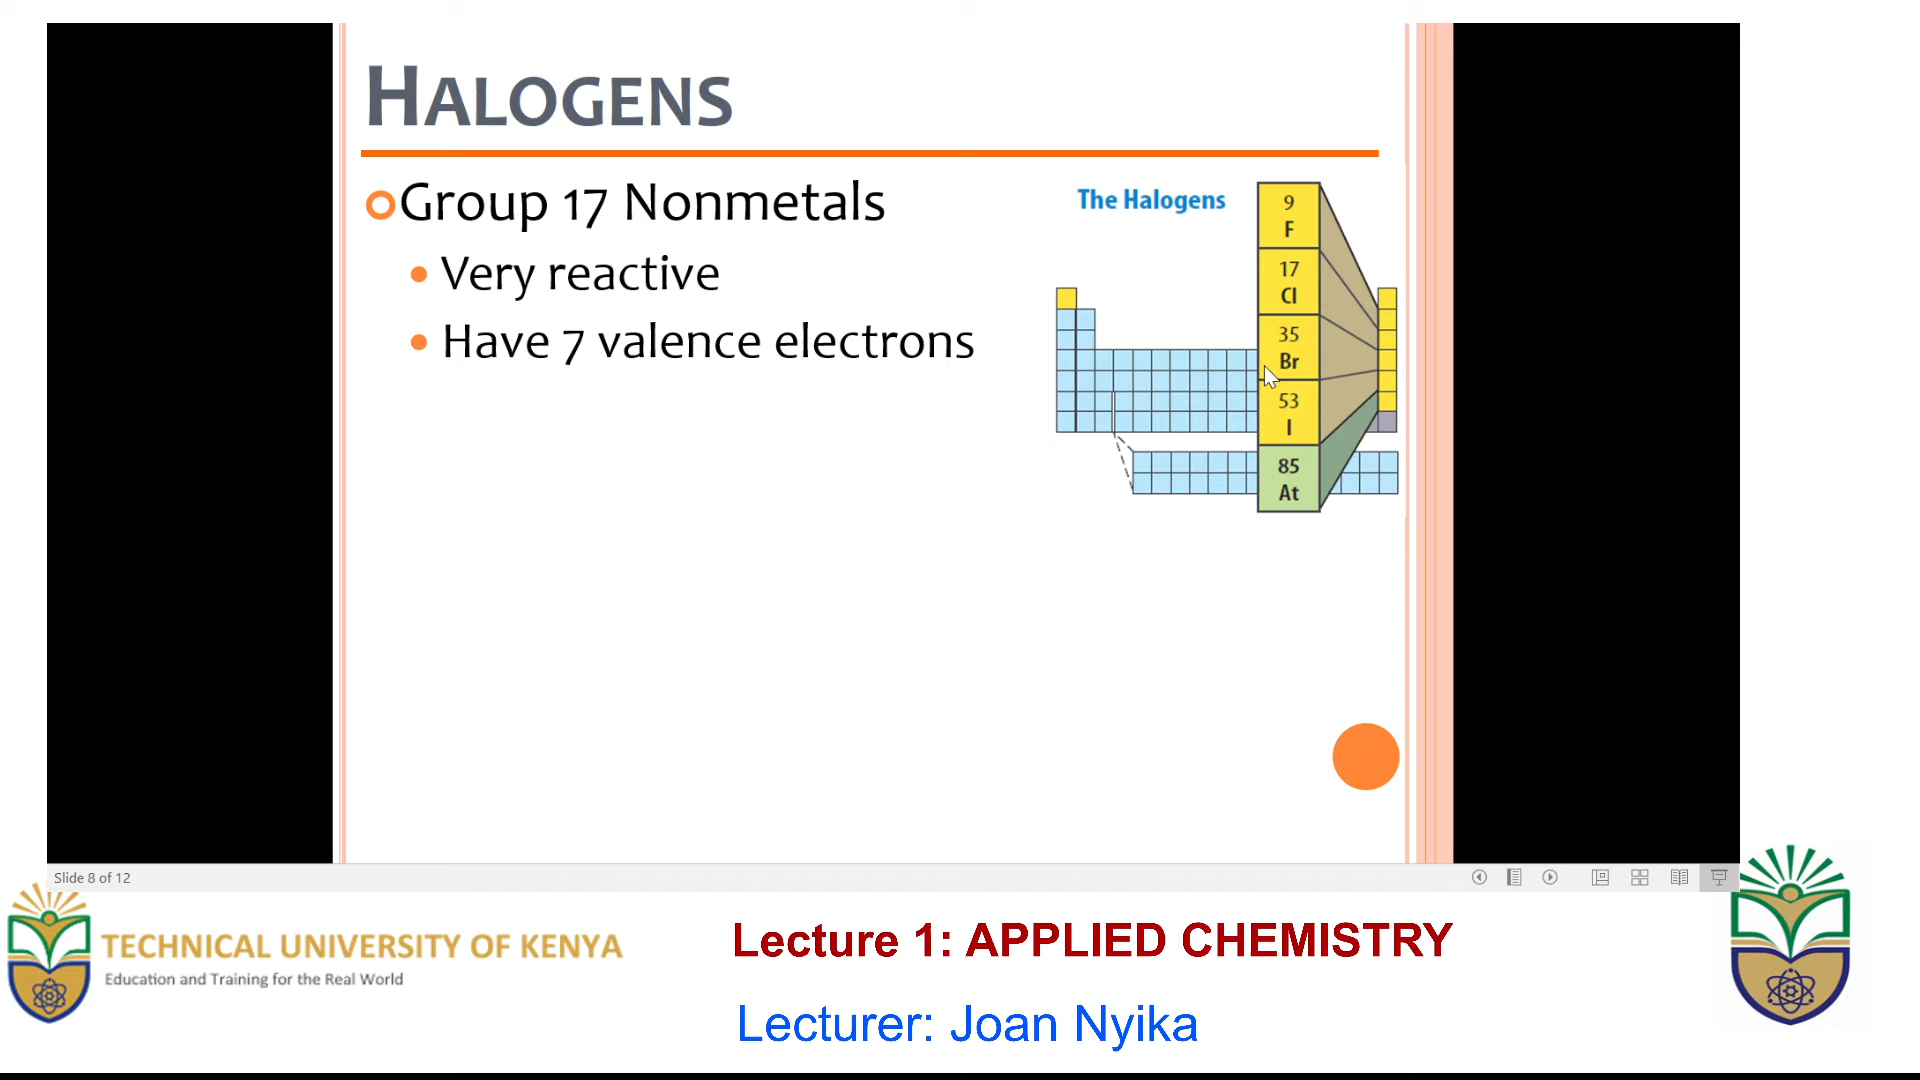 HALOGENS
Group 17 Nonmetals
Very reactive
Have 7 valence electrons
The Halogens
9
F
17
Cl
35
Br
53
I
85
At
Slide 8 of 12
TECHNICAL UNIVERSITY OF KENYA
Education and Training for the Real World
Lecture 1: APPLIED CHEMISTRY
Lecturer: Joan Nyika